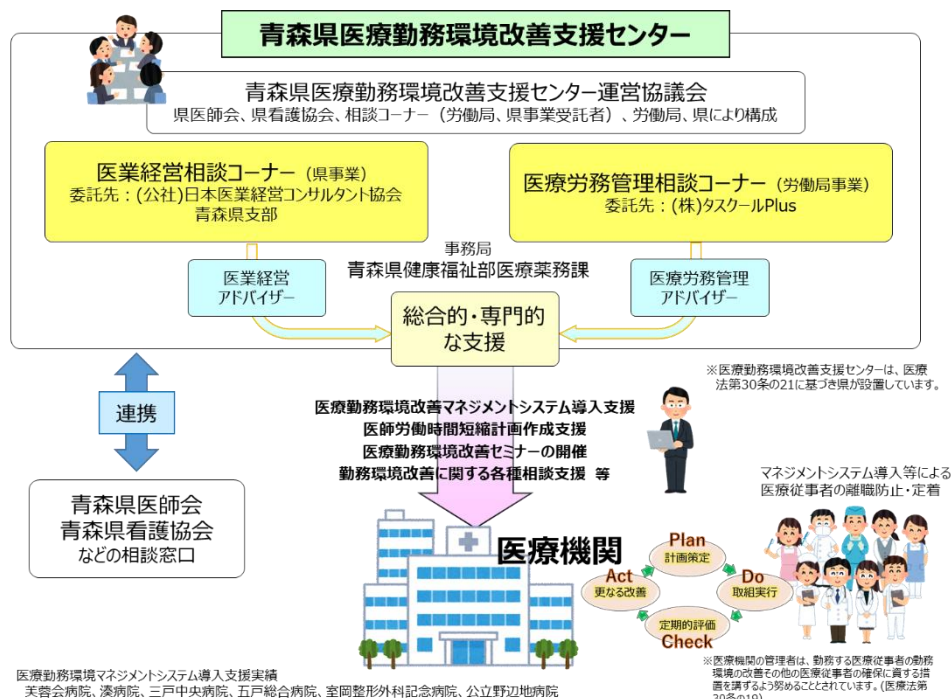 青森県医療勤務環境改善支援センター
青森県医療勤務環境改善支援センター運営協議会
県医師会、県看護協会、相談コーナー（労働局、県事業受託者）、労働局、県により構成
医業経営相談コーナー（県事業）
委託先：(公社)日本医業経営コンサルタント協会
青森県支部
医療労務管理相談コーナー（労働局事業）
委託先：(株)タスクールPlus
事務局
青森県健康福祉部医療薬務課
医業経営
アドバイザー
医療労務管理
アドバイザー
総合的・専門的
な支援
※医療勤務環境改善支援センターは、医療
法第30条の21に基づき県が設置しています。
連携
医療勤務環境改善マネジメントシステム導入支援
医師労働時間短縮計画作成支援
医療勤務環境改善セミナーの開催
勤務環境改善に関する各種相談支援 等
マネジメントシステム導入等による
医療従事者の離職防止・定着
青森県医師会
青森県看護協会
などの相談窓口
医療機関
Plan
計画策定
Act
更なる改善
Do
取組実行
定期的評価
Check
医療勤務環境マネジメントシステム導入支援実績
芙蓉会病院、湊病院、三戸中央病院、五戸総合病院、室岡整形外科記念病院、公立野辺地病院
※医療機関の管理者は、勤務する医療従事者の勤務
環境の改善その他の医療従事者の確保に資する措
置を講ずるよう努めることとされています。(医療法第
30条の19)